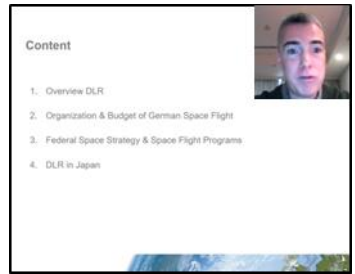 Content
1. Overview DLR
2. Organization & Budget of German Space Flight
3. Federal Space Strategy & Space Flight Programs
4. DLR in Japan